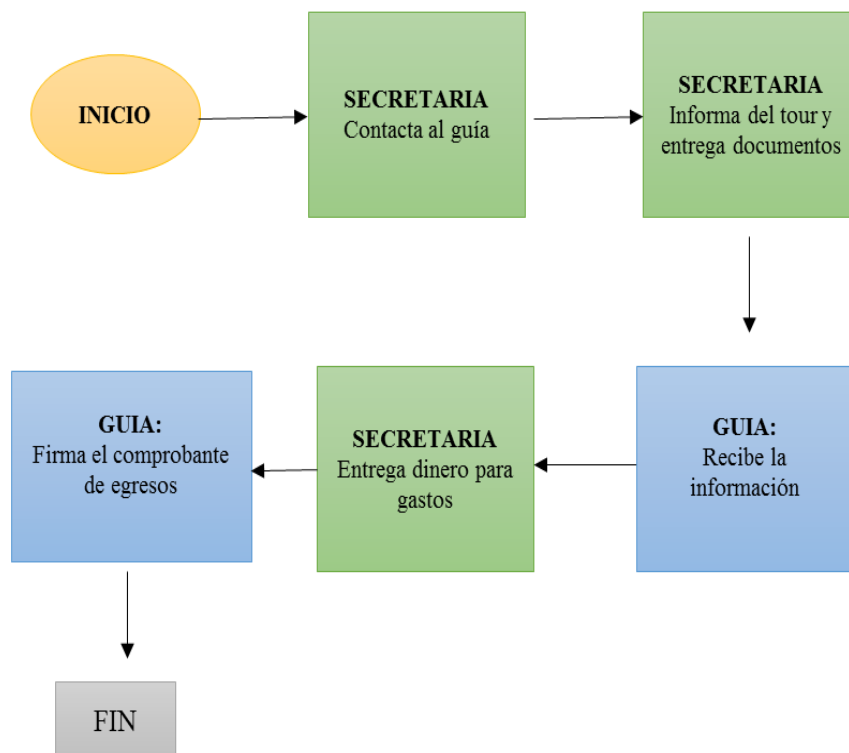 INICIO
SECRETARIA
Contacta al guía
SECRETARIA
Informa del tour y
entrega documentos
GUIA:
Recibe la
información
SECRETARIA
Entrega dinero para
gastos
GUIA:
Firma el comprobante
de egresos
FIN